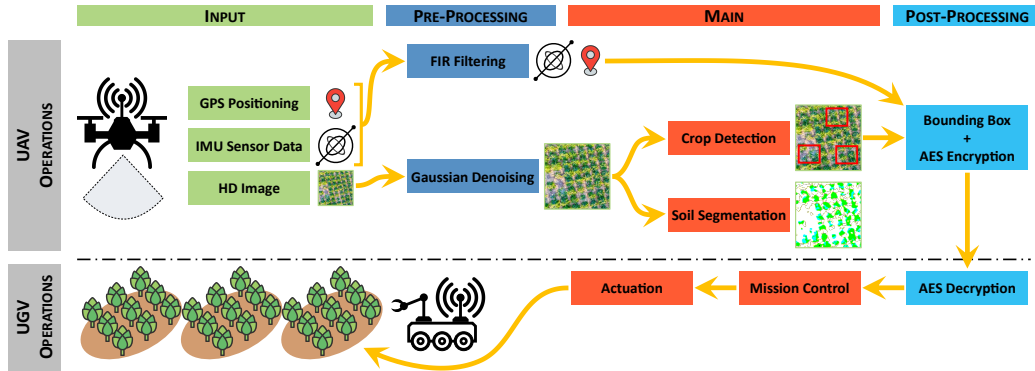 INPUT
PRE-PROCESSING
MAIN
POST-PROCESSING
UAV
OPERATIONS
FIR Filtering
GPS Positioning
IMU Sensor Data
HD Image
Gaussian Denoising
Crop Detection
Soil Segmentation
Bounding Box
+
AES Encryption
UGV
OPERATIONS
Actuation
Mission Control
AES Decryption